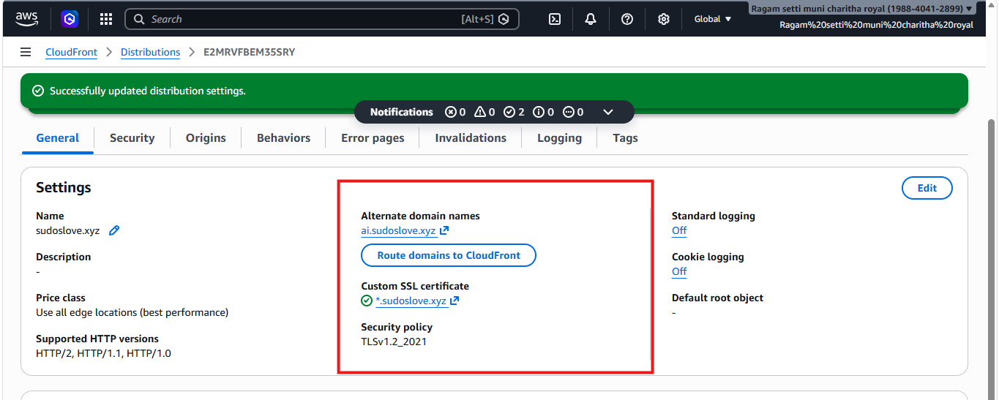 aws
Search [Alt+S]
Global
Ragam setti muni charitha royal (1988-4041-2899)
Ragam%20setti%20muni%20charitha%20royal
CloudFront
Distributions
E2MRVFBEM35SRY
Successfully updated distribution settings.
Notifications 0 0 2 0 0
General Security Origins Behaviors Error pages Invalidations Logging Tags
Settings
Edit
Name
sudoslove.xyz
Description
-
Price class
Use all edge locations (best performance)
Supported HTTP versions
HTTP/2, HTTP/1.1, HTTP/1.0
Alternate domain names
ai.sudoslove.xyz
Route domains to CloudFront
Custom SSL certificate
*.sudoslove.xyz
Security policy
TLSv1.2_2021
Standard logging
Off
Cookie logging
Off
Default root object
-